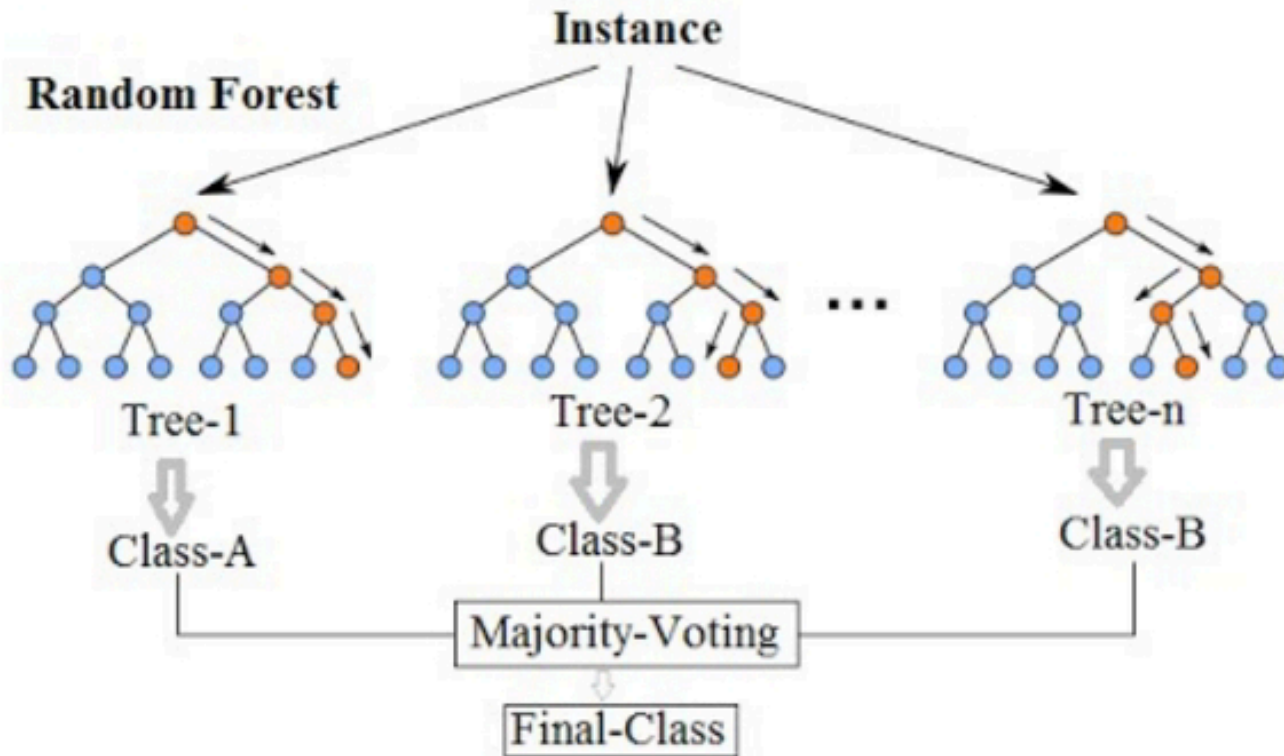 Instance
Random Forest
...
Tree-1
Tree-2
Tree-n
Class-A
Class-B
Class-B
Majority-Voting
Final-Class